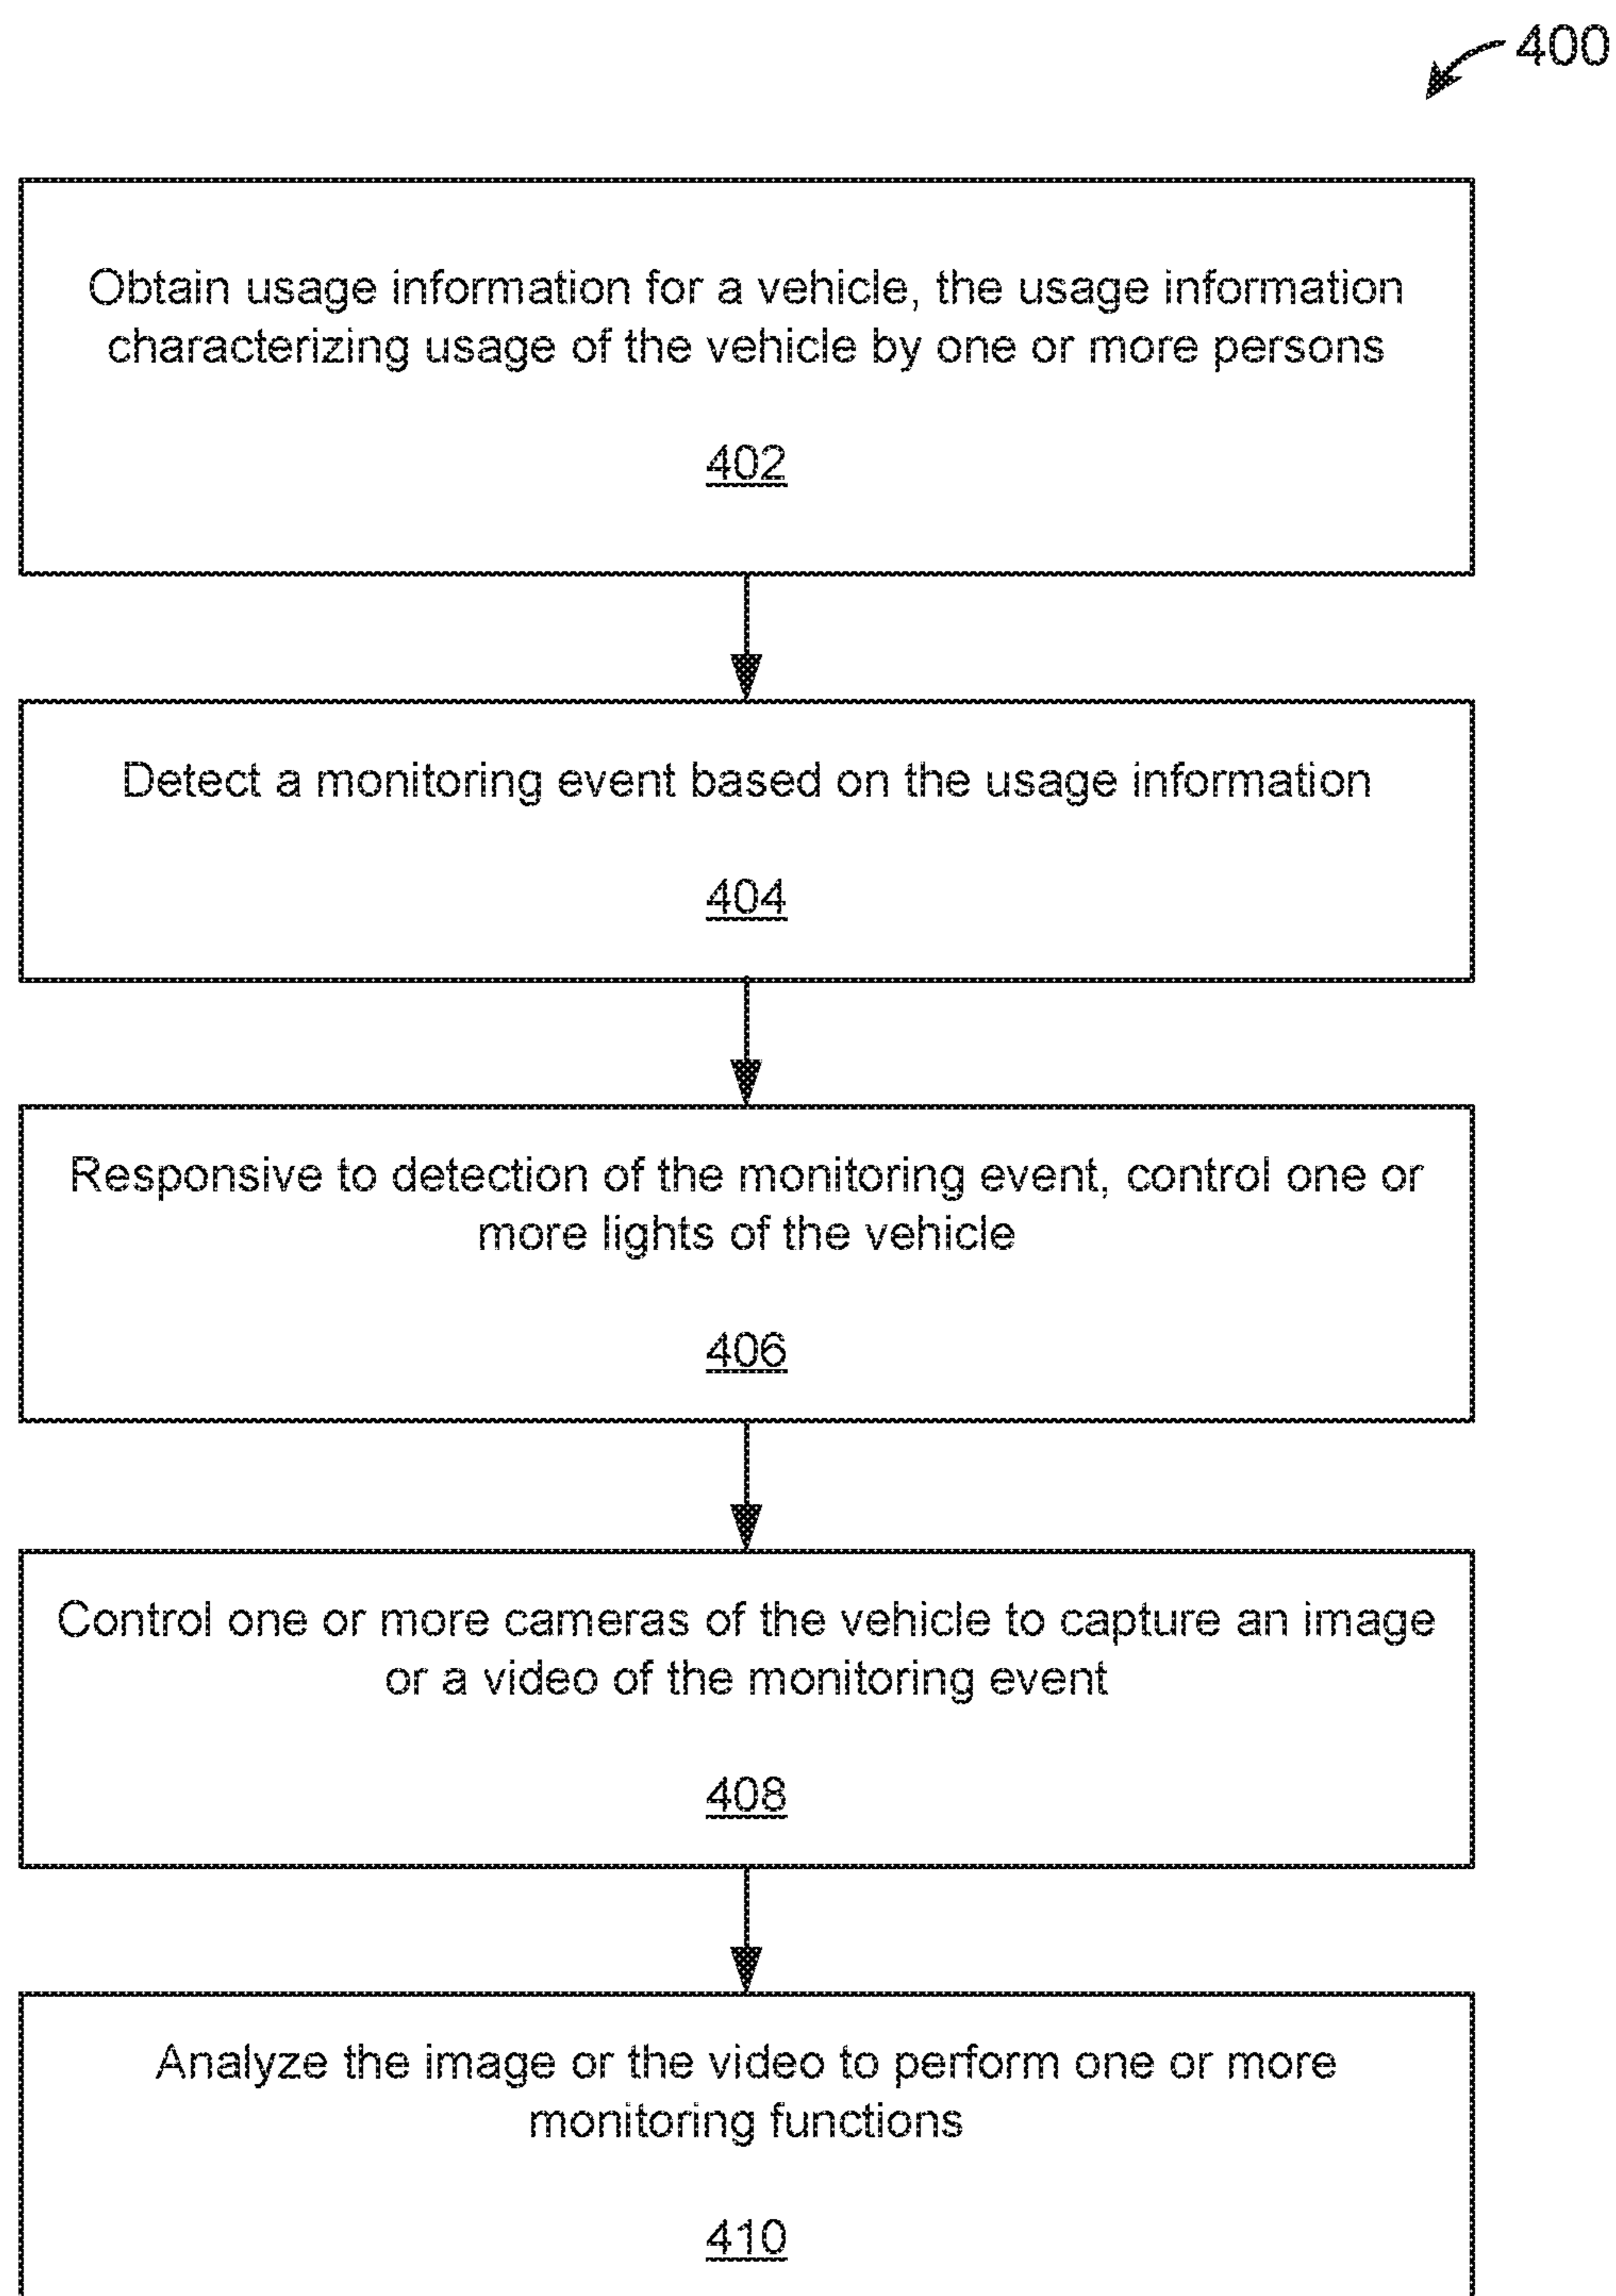 400
Obtain usage information for a vehicle, the usage information
characterizing usage of the vehicle by one or more persons
402
Detect a monitoring event based on the usage information
404
Responsive to detection of the monitoring event, control one or
more lights of the vehicle
406
Control one or more cameras of the vehicle to capture an image
or a video of the monitoring event
408
Analyze the image or the video to perform one or more
monitoring functions
410